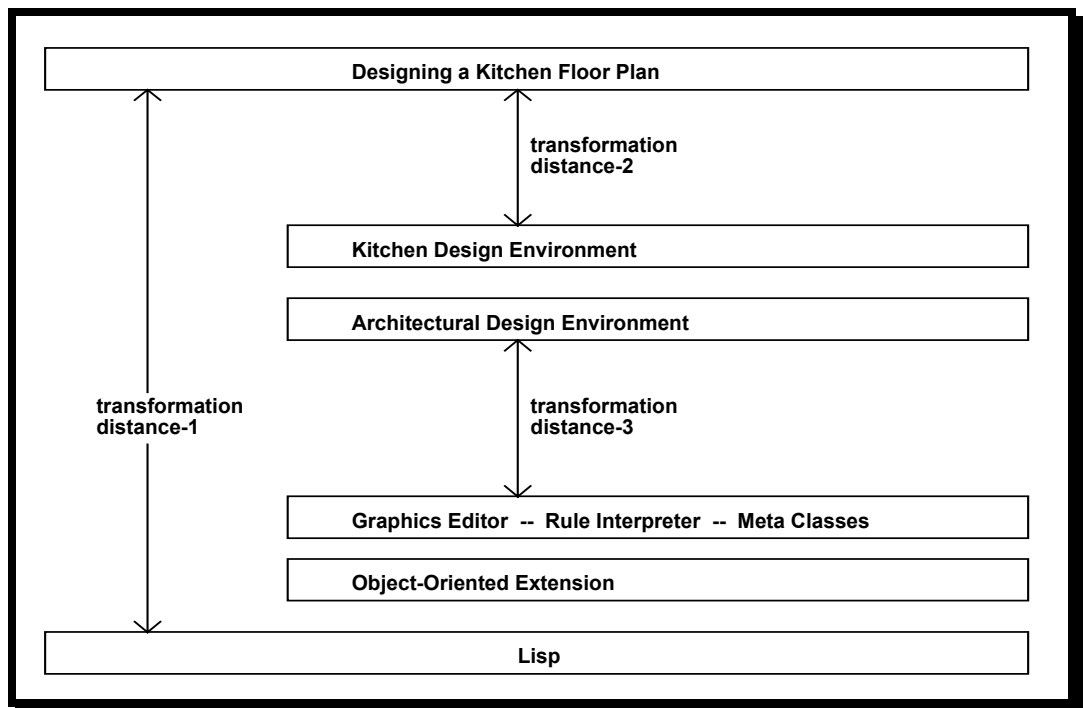 Designing a Kitchen Floor Plan
transformation
distance-2
Kitchen Design Environment
Architectural Design Environment
transformation
distance-1
transformation
distance-3
Graphics Editor -- Rule Interpreter -- Meta Classes
Object-Oriented Extension
Lisp